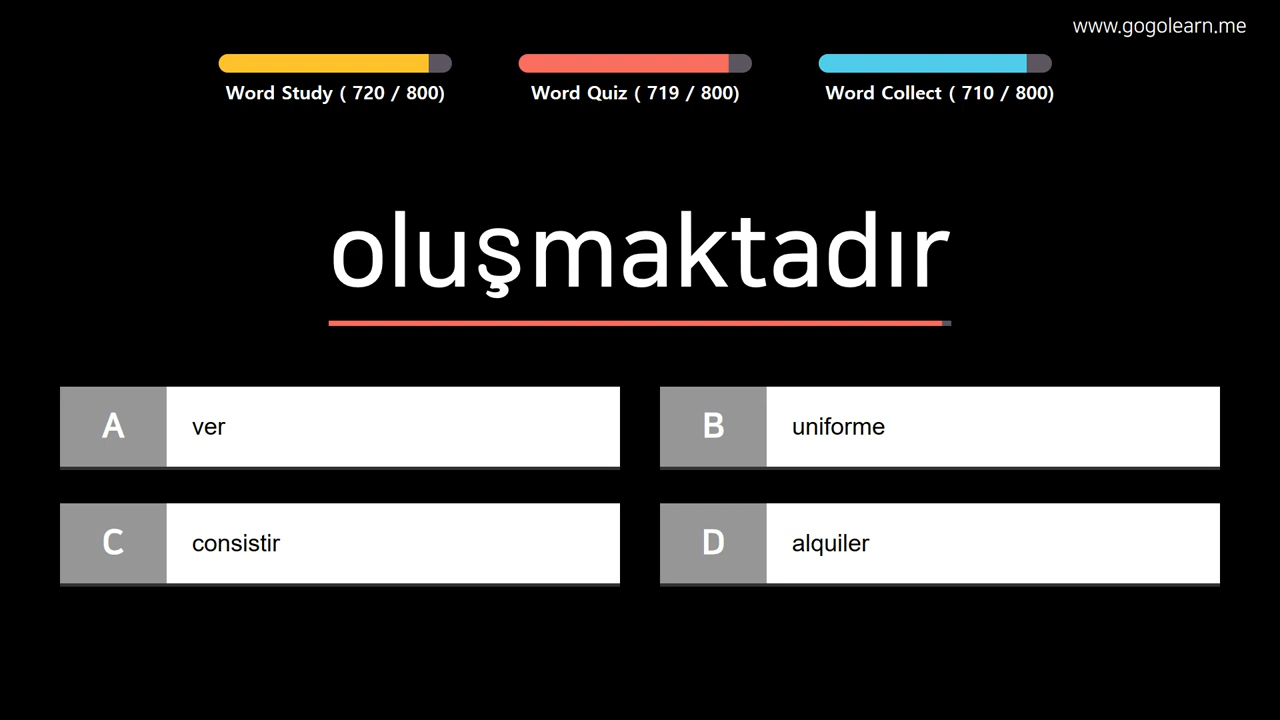 www.gogolearn.me
Word Study ( 720 / 800)
Word Quiz ( 719 / 800)
Word Collect ( 710 / 800)
oluşmaktadır
A ver
B uniforme
C consistir
D alquiler